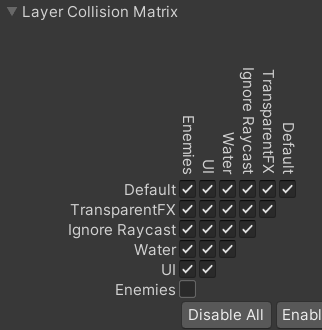 Layer Collision Matrix
Enemies
UI
Water
Ignore Raycast
TransparentFX
Default
Default
TransparentFX
Ignore Raycast
Water
UI
Enemies
Disable All
Enabl